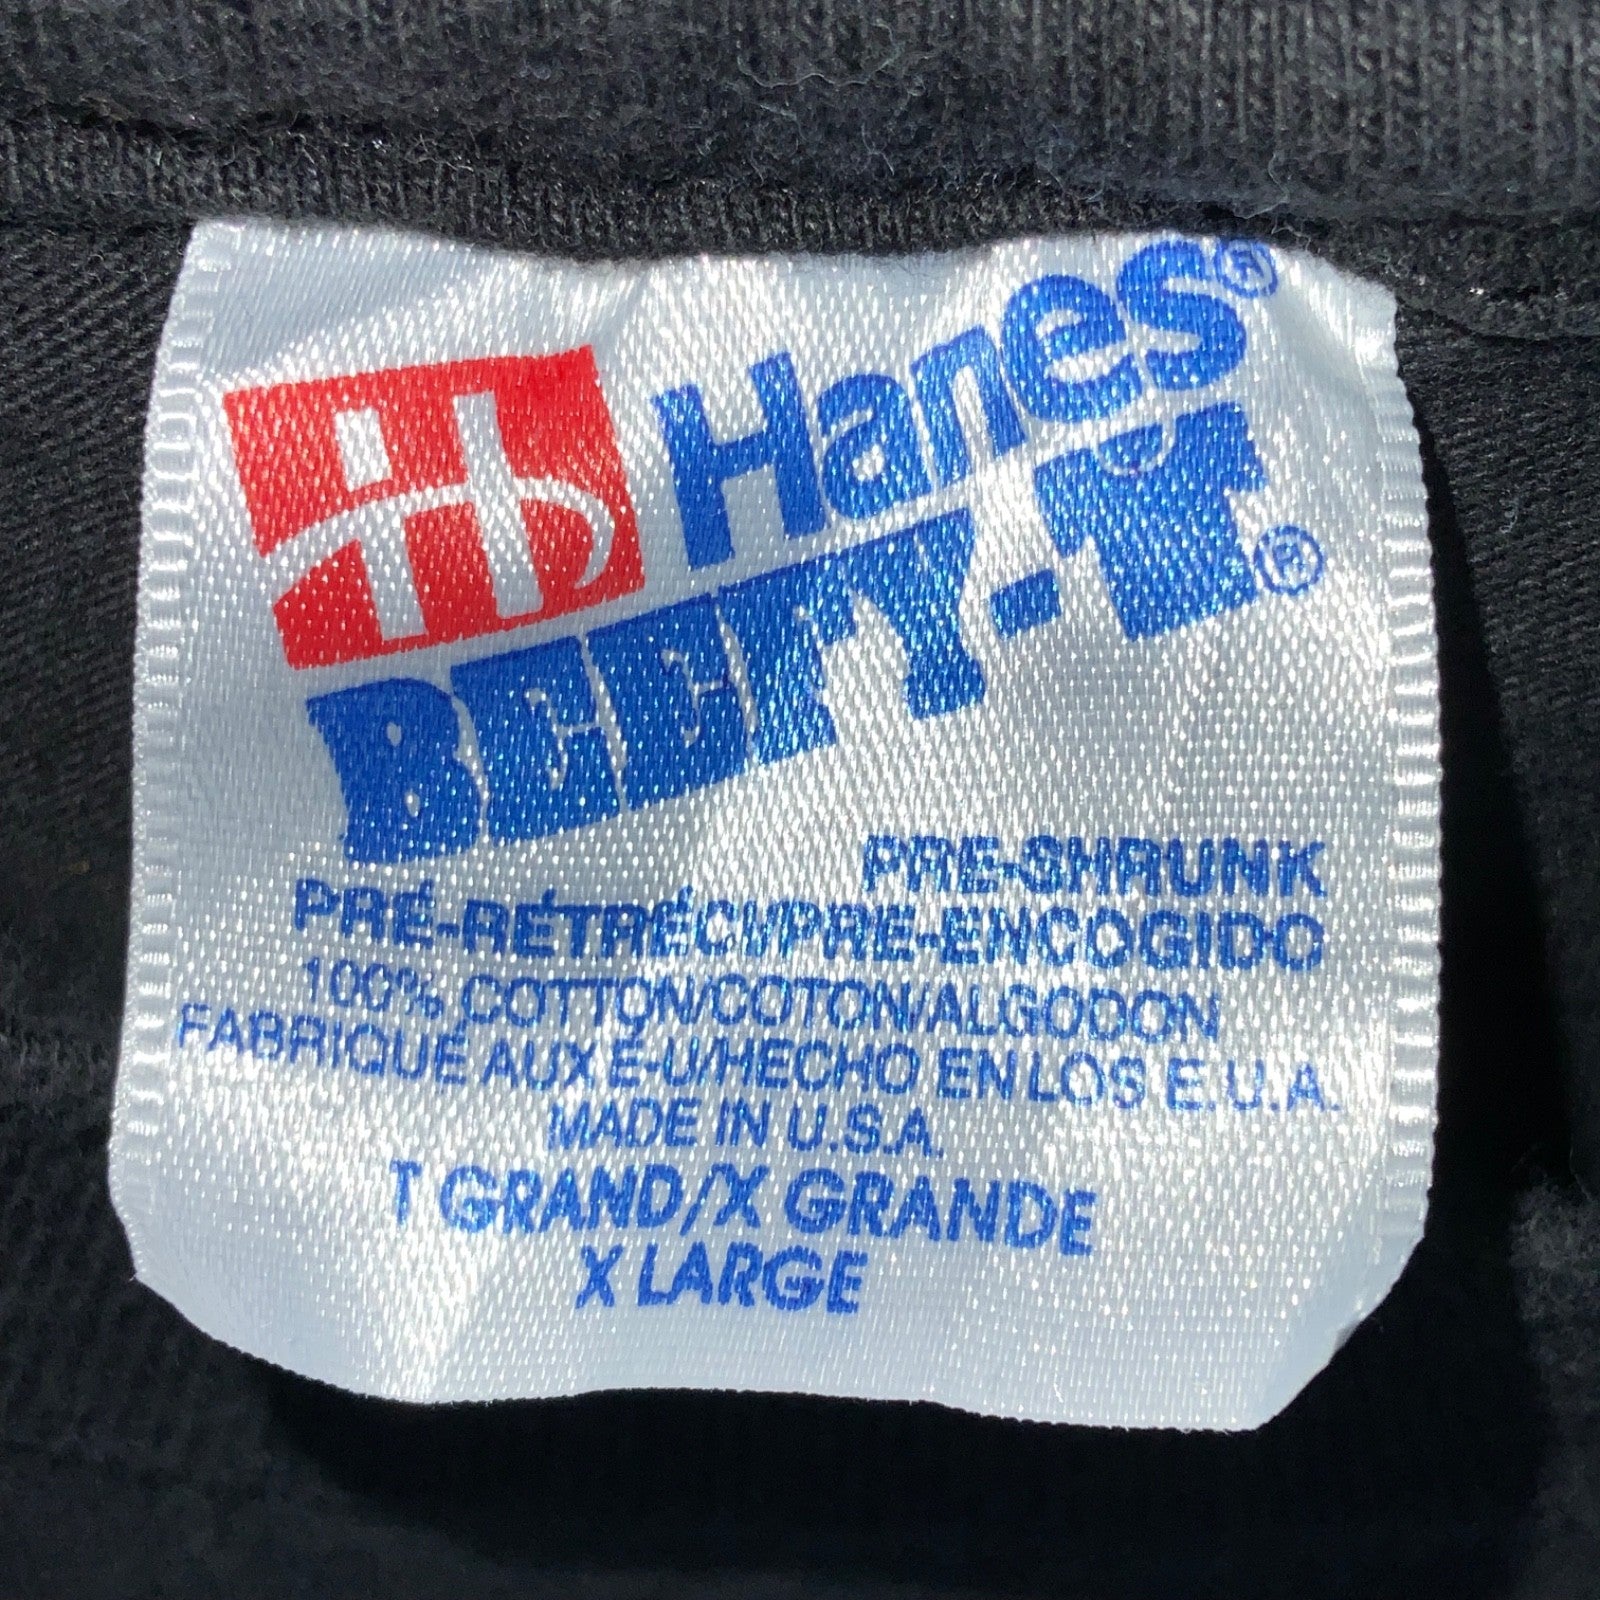 Hanes®
BEEFY-T®
PRE-SHRUNK
PRÉ-RÉTRÉCI/PRE-ENCOGIDO
100% COTTON/COTON/ALGODON
FABRIQUÉ AUX É-U/HECHO EN LOS E.U.A.
MADE IN U.S.A.
T GRAND/X GRANDE
X LARGE